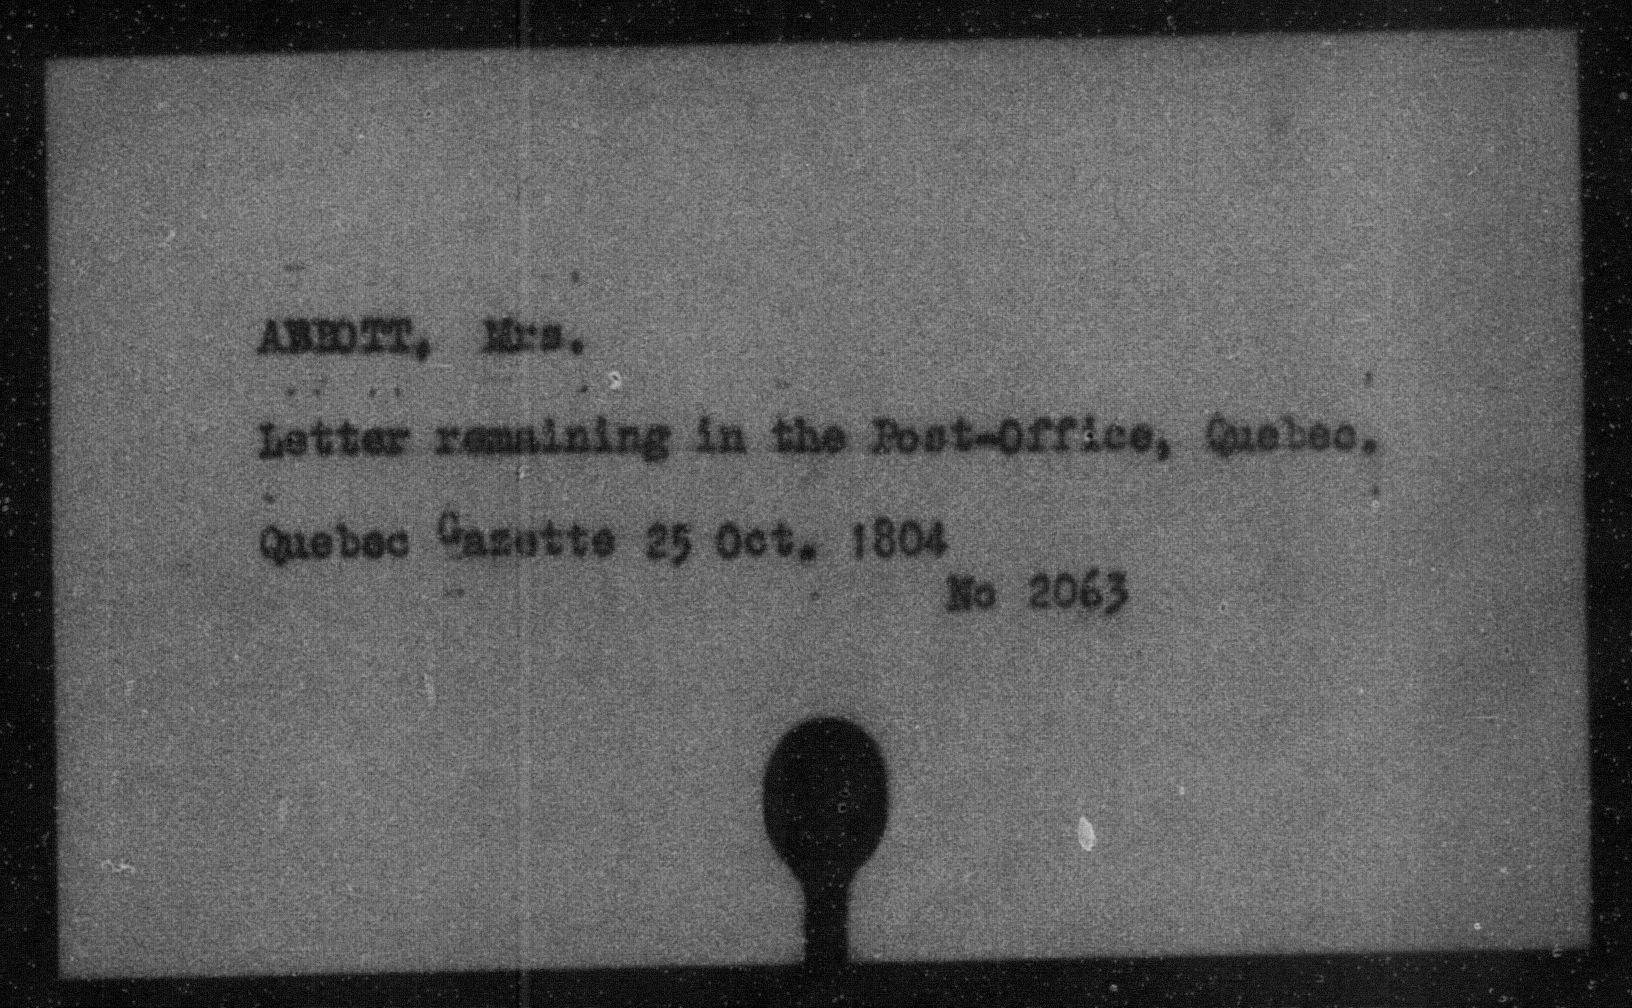 ABBOTT, Mrs.
Letter remaining in the Post-Office, Quebec.
Quebec Gazette 25 Oct. 1804
No 2063